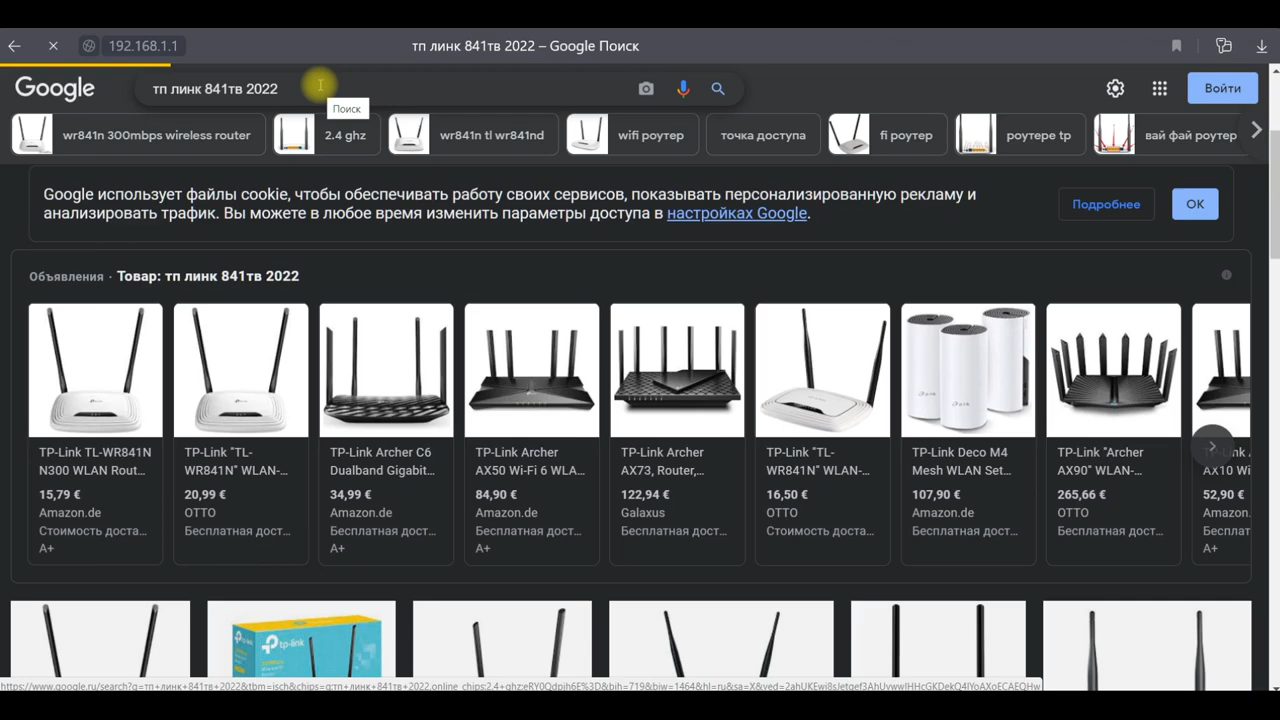 192.168.1.1
тп линк 841тв 2022 – Google Поиск
Google
тп линк 841тв 2022
Поиск
Войти
wr841n 300mbps wireless router
2.4 ghz
wr841n tl wr841nd
wifi роутер
точка доступа
fi роутер
роутере tp
вай фай роутер
Google использует файлы cookie, чтобы обеспечивать работу своих сервисов, показывать персонализированную рекламу и
анализировать трафик. Вы можете в любое время изменить параметры доступа в настройках Google.
Подробнее
OK
Объявления · Товар: тп линк 841тв 2022
TP-Link TL-WR841N
N300 WLAN Rout...
15,79 €
Amazon.de
Стоимость доста...
A+
TP-Link "TL-
WR841N" WLAN-...
20,99 €
OTTO
Бесплатная дост...
TP-Link Archer C6
Dualband Gigabit...
34,99 €
Amazon.de
Бесплатная дост...
A+
TP-Link Archer
AX50 Wi-Fi 6 WLA...
84,90 €
Amazon.de
Бесплатная дост...
A+
TP-Link Archer
AX73, Router,...
122,94 €
Galaxus
Бесплатная дост...
TP-Link "TL-
WR841N" WLAN-...
16,50 €
OTTO
Стоимость доста...
TP-Link Deco M4
Mesh WLAN Set...
107,90 €
Amazon.de
Бесплатная дост...
TP-Link "Archer
AX90" WLAN-...
265,66 €
OTTO
Бесплатная дост...
TP-Link
AX10 Wi
52,90 €
Amazon.
Бесплат
A+
tp-link